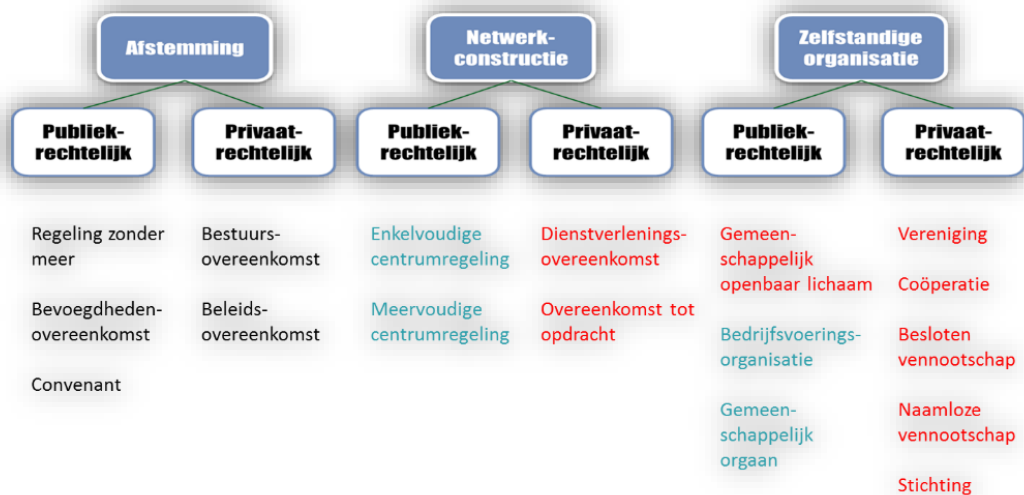 Afstemming
Netwerk-
constructie
Zelfstandige
organisatie
Publiek-
rechtelijk
Privaat-
rechtelijk
Publiek-
rechtelijk
Privaat-
rechtelijk
Publiek-
rechtelijk
Privaat-
rechtelijk
Regeling zonder
meer
Bevoegdheden-
overeenkomst
Convenant
Bestuurs-
overeenkomst
Beleids-
overeenkomst
Enkelvoudige
centrumregeling
Meervoudige
centrumregeling
Dienstverlenings-
overeenkomst
Overeenkomst tot
opdracht
Gemeen-
schappelijk
openbaar lichaam
Bedrijfsvoerings-
organisatie
Gemeen-
schappelijk
orgaan
Vereniging
Coöperatie
Besloten
vennootschap
Naamloze
vennootschap
Stichting